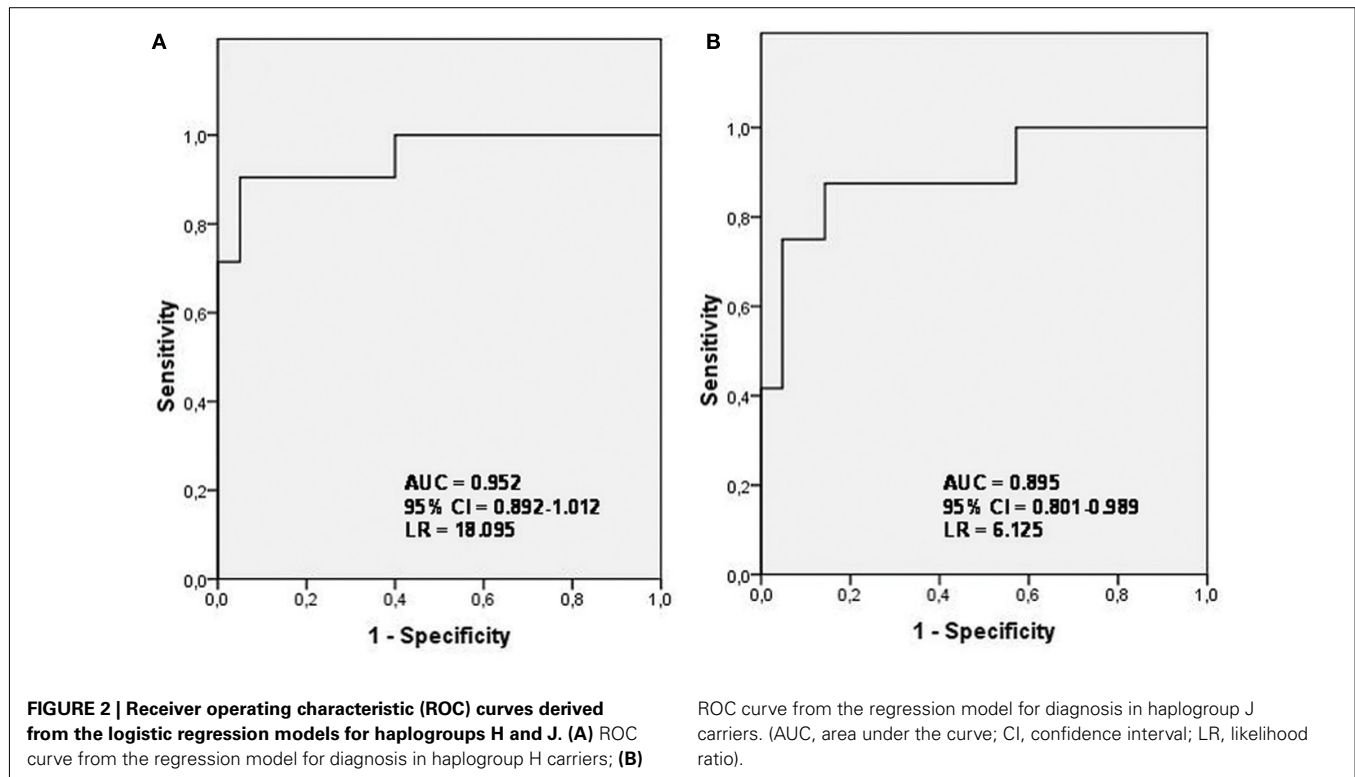 A
1,0
0,8
0,6
0,4
0,2
0,0
Sensitivity
AUC = 0.952
95% CI = 0.892-1.012
LR = 18.095
0,0 0,2 0,4 0,6 0,8 1,0
1 - Specificity
B
1,0
0,8
0,6
0,4
0,2
0,0
Sensitivity
AUC = 0.895
95% CI = 0.801-0.989
LR = 6.125
0,0 0,2 0,4 0,6 0,8 1,0
1 - Specificity
FIGURE 2 | Receiver operating characteristic (ROC) curves derived
from the logistic regression models for haplogroups H and J. (A) ROC
curve from the regression model for diagnosis in haplogroup H carriers; (B)
ROC curve from the regression model for diagnosis in haplogroup J
carriers. (AUC, area under the curve; CI, confidence interval; LR, likelihood
ratio).